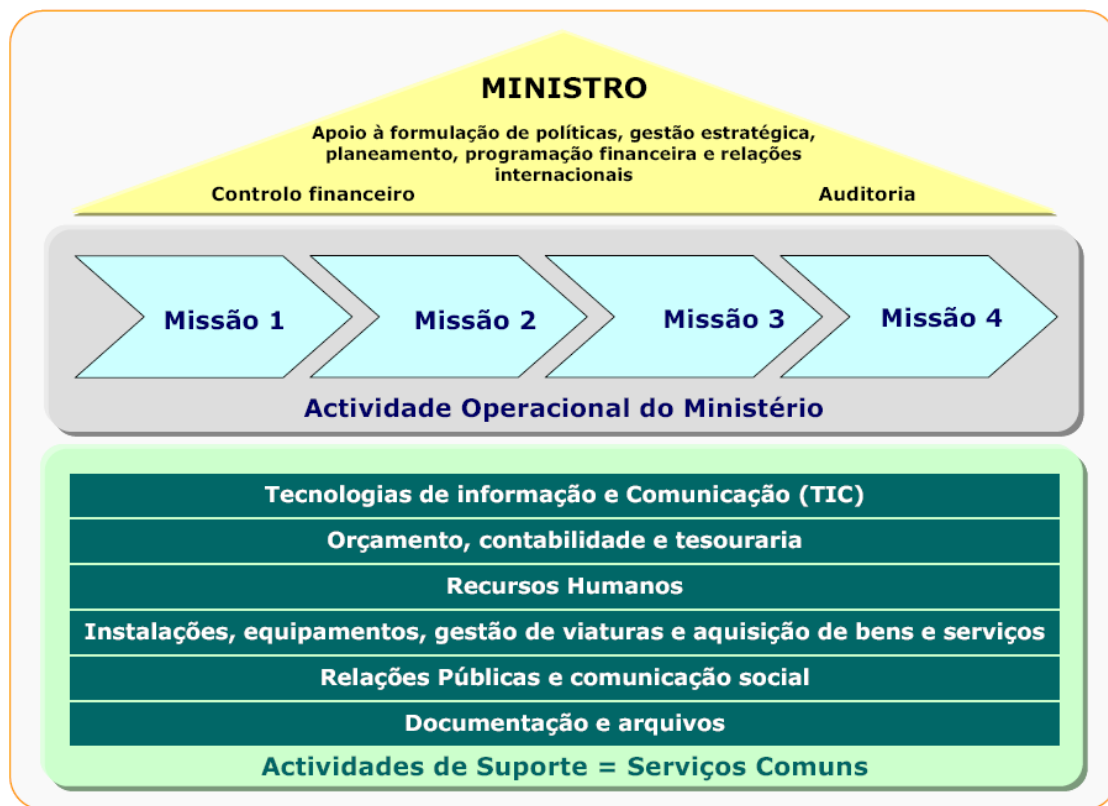 MINISTRO
Apoio à formulação de políticas, gestão estratégica,
planeamento, programação financeira e relações
internacionais
Controlo financeiro
Auditoria
Missão 1
Missão 2
Missão 3
Missão 4
Actividade Operacional do Ministério
Tecnologias de informação e Comunicação (TIC)
Orçamento, contabilidade e tesouraria
Recursos Humanos
Instalações, equipamentos, gestão de viaturas e aquisição de bens e serviços
Relações Públicas e comunicação social
Documentação e arquivos
Actividades de Suporte = Serviços Comuns